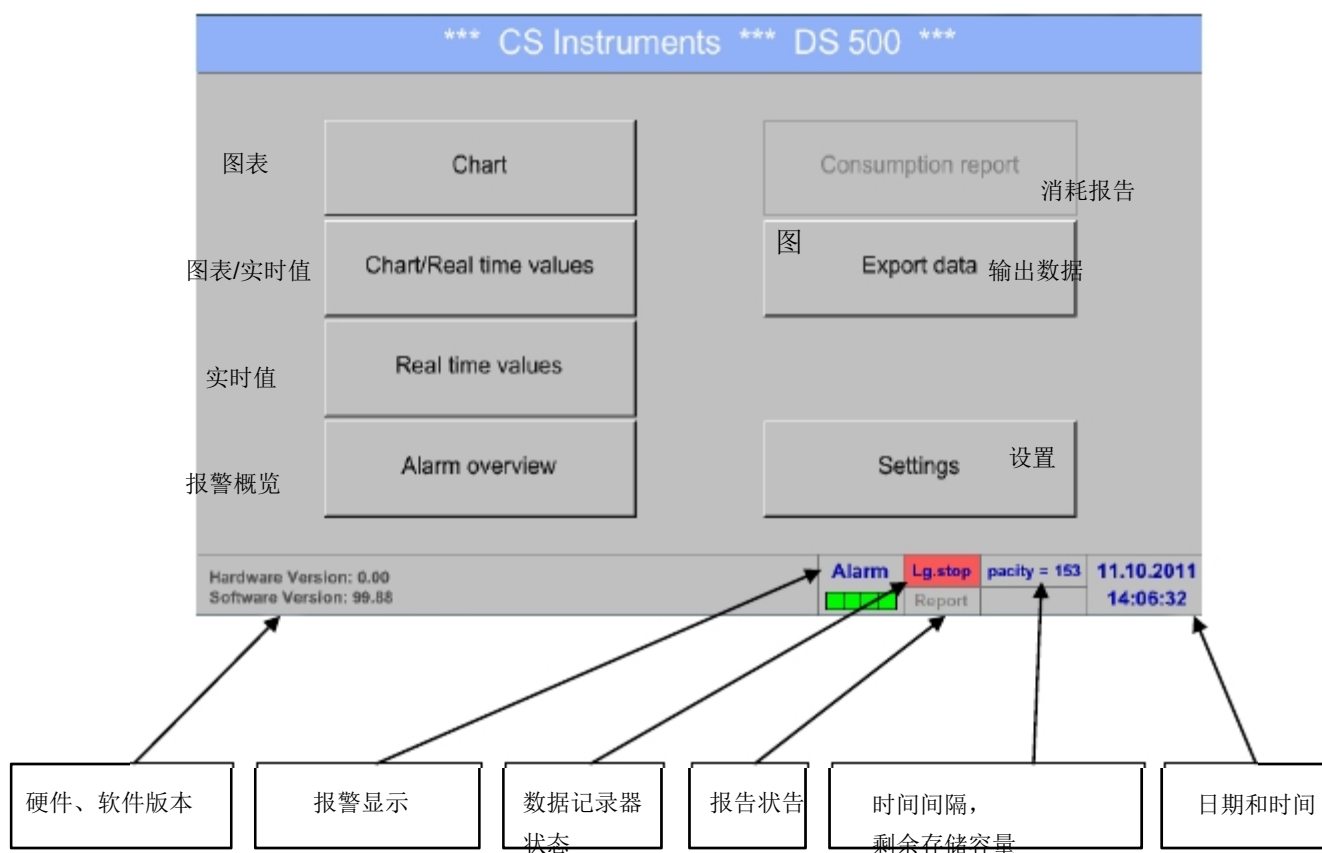 *** CS Instruments *** DS 500 ***
图表
Chart
Consumption report
消耗报告
图表/实时值
Chart/Real time values
图
Export data
输出数据
实时值
Real time values
报警概览
Alarm overview
Settings
设置
Hardware Version: 0.00
Software Version: 99.88
Alarm
Lg.stop
Report
pacity = 153
11.10.2011
14:06:32
硬件、软件版本
报警显示
数据记录器
状态
报告状告
时间间隔，
剩余存储容量
日期和时间